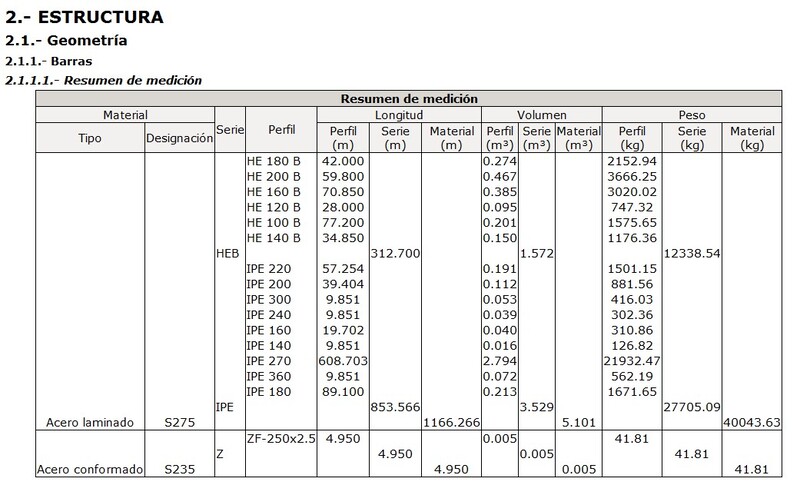 2.- ESTRUCTURA
2.1.- Geometría
2.1.1.- Barras
2.1.1.1.- Resumen de medición
Resumen de medición
Material Serie Perfil Longitud Volumen Peso
Tipo Designación Perfil (m) Serie (m) Material (m) Perfil (m³) Serie (m³) Material (m³) Perfil (kg) Serie (kg) Material (kg)
HE 180 B 42.000 0.274 2152.94
HE 200 B 59.800 0.467 3666.25
HE 160 B 70.850 0.385 3020.02
HE 120 B 28.000 0.095 747.32
HE 100 B 77.200 0.201 1575.65
HE 140 B 34.850 0.150 1176.36
HEB 312.700 1.572 12338.54
IPE 220 57.254 0.191 1501.15
IPE 200 39.404 0.112 881.56
IPE 300 9.851 0.053 416.03
IPE 240 9.851 0.039 302.36
IPE 160 19.702 0.040 310.86
IPE 140 9.851 0.016 126.82
IPE 270 608.703 2.794 21932.47
IPE 360 9.851 0.072 562.19
IPE 180 89.100 0.213 1671.65
IPE 853.566 3.529 27705.09
Acero laminado S275 1166.266 5.101 40043.63
ZF-250x2.5 4.950 0.005 41.81
Z 4.950 0.005 41.81
Acero conformado S235 4.950 0.005 41.81